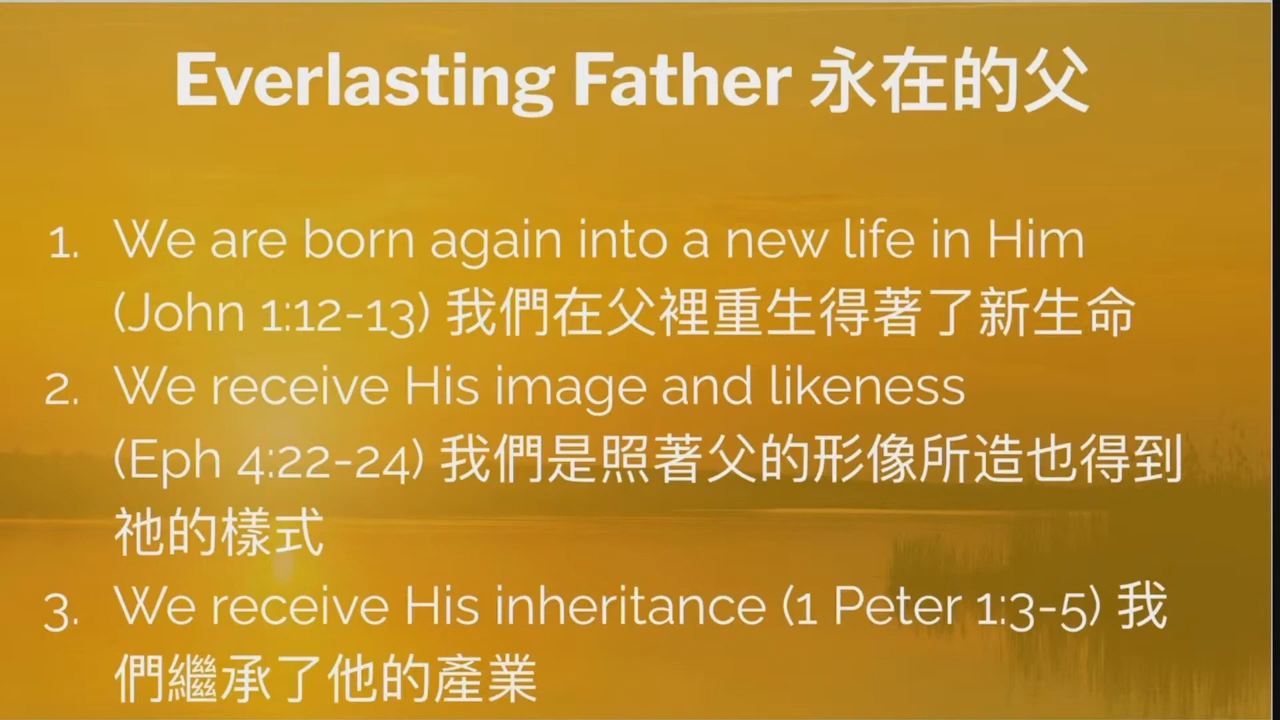 Everlasting Father 永在的父
1. We are born again into a new life in Him
(John 1:12-13) 我們在父裡重生得著了新生命
2. We receive His image and likeness
(Eph 4:22-24) 我們是照著父的形像所造也得到
祂的樣式
3. We receive His inheritance (1 Peter 1:3-5) 我
們繼承了他的產業